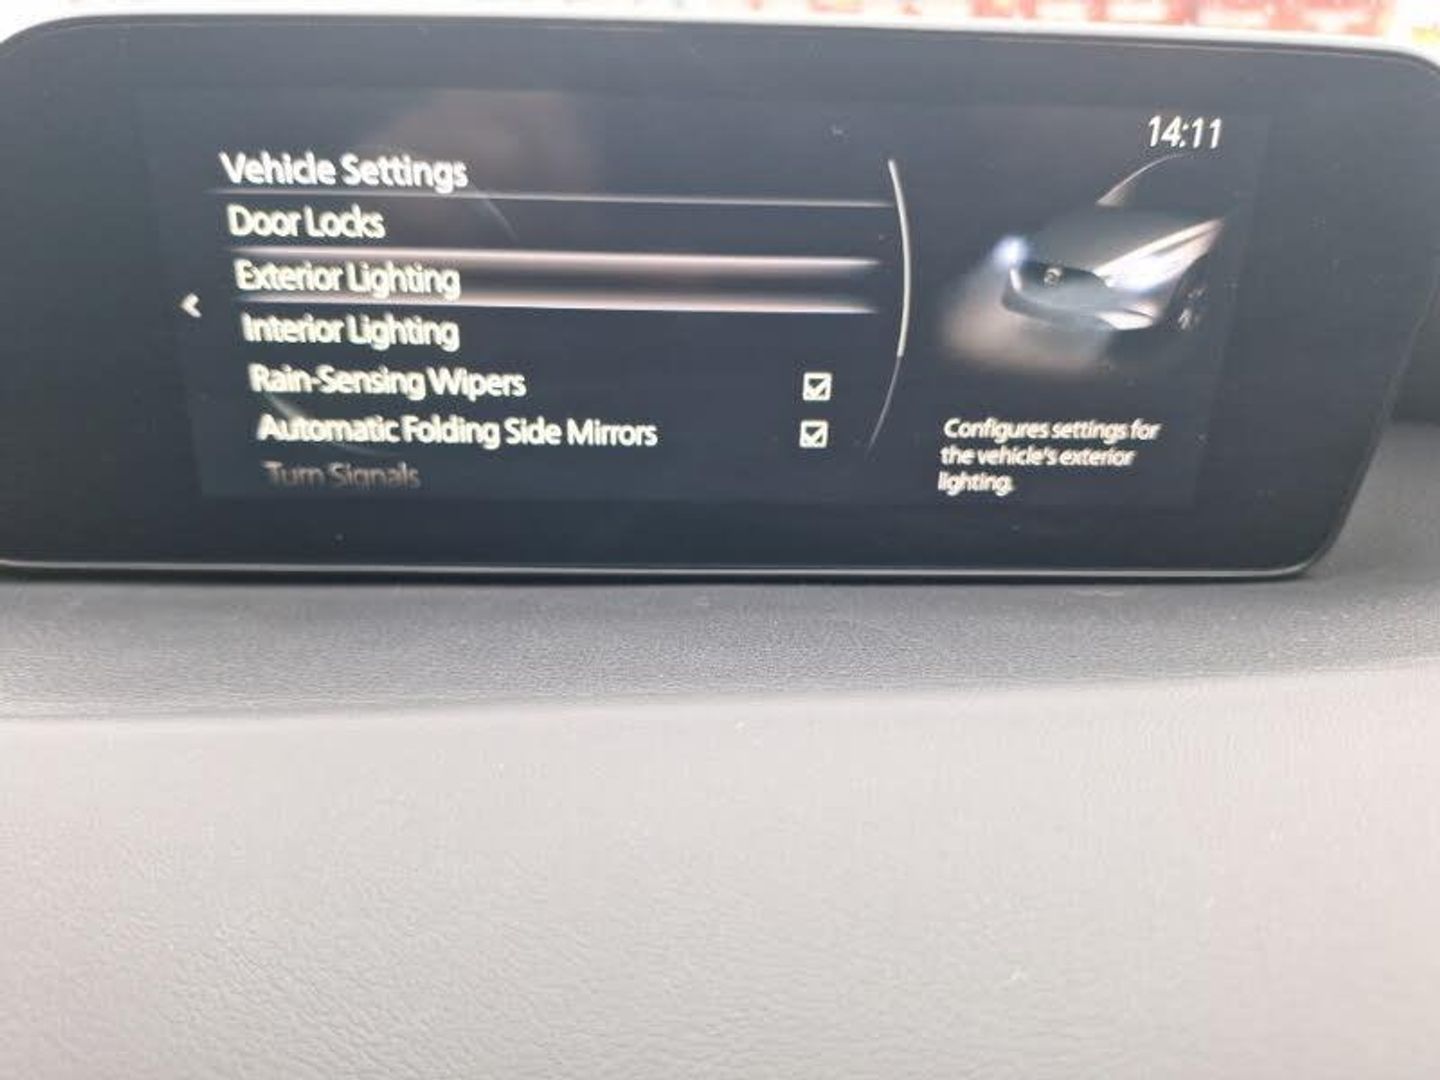 14:11
Vehicle Settings
Door Locks
Exterior Lighting
Interior Lighting
Rain-Sensing Wipers
Automatic Folding Side Mirrors
Turn Signals
Configures settings for
the vehicle's exterior
lighting.